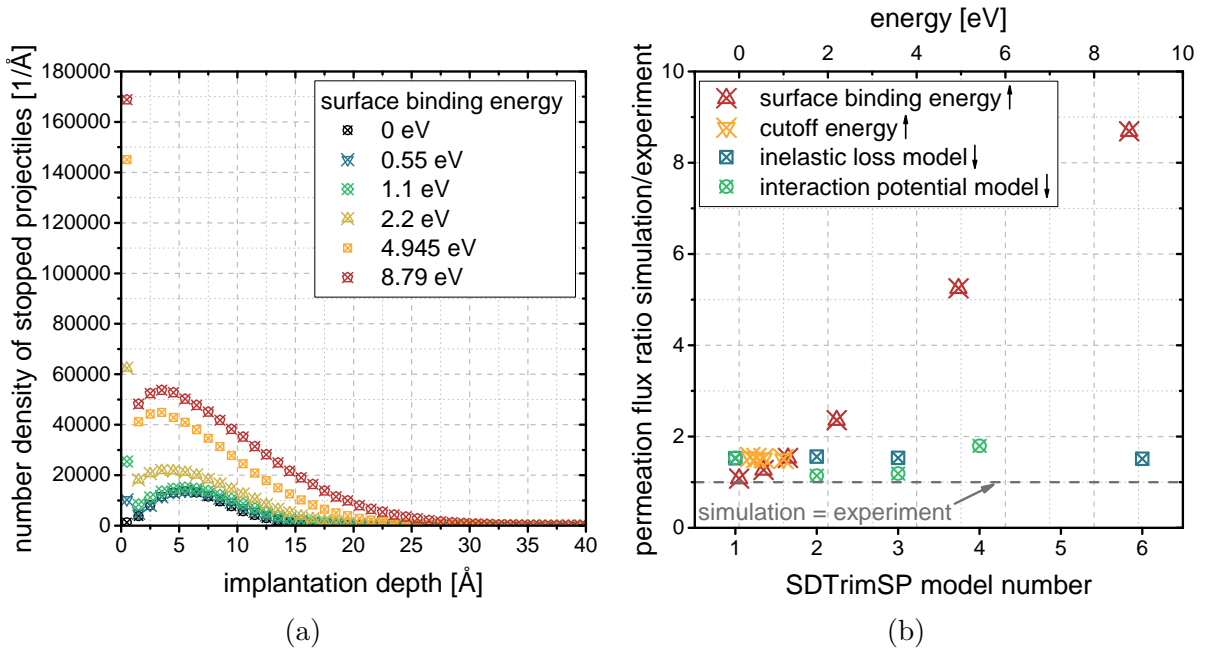 number density of stopped projectiles [1/Å]
180000
160000
140000
120000
100000
80000
60000
40000
20000
0
surface binding energy
0 eV
0.55 eV
1.1 eV
2.2 eV
4.945 eV
8.79 eV
0 5 10 15 20 25 30 35 40
implantation depth [Å]
(a)
energy [eV]
0 2 4 6 8 10
permeation flux ratio simulation/experiment
10
8
6
4
2
0
surface binding energy↑
cutoff energy↑
inelastic loss model↓
interaction potential model↓
simulation = experiment
1 2 3 4 5 6
SDTrimSP model number
(b)